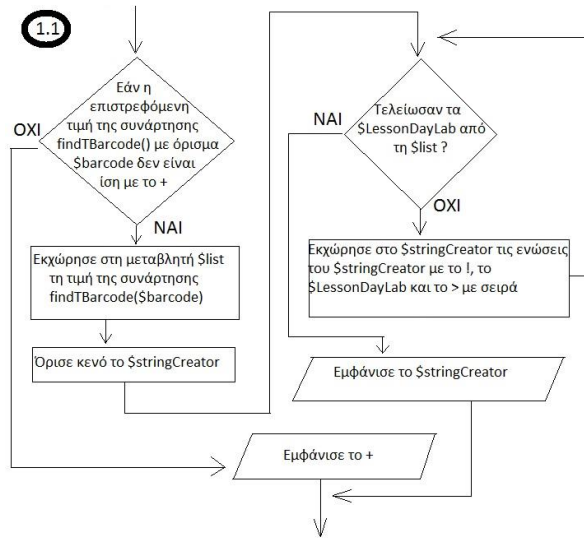 1.1
Εάν η
επιστρεφόμενη
τιμή της συνάρτησης
findTBarcode() με όρισμα
$barcode δεν είναι
ίση με το +
ΟΧΙ
ΝΑΙ
Εκχώρησε στη μεταβλητή $list
τη τιμή της συνάρτησης
findTBarcode($barcode)
Όρισε κενό το $stringCreator
Τελείωσαν τα
$LessonDayLab από
τη $list ?
ΝΑΙ
ΟΧΙ
Εκχώρησε στο $stringCreator τις ενώσεις
του $stringCreator με το !, το
$LessonDayLab και το > με σειρά
Εμφάνισε το $stringCreator
Εμφάνισε το +